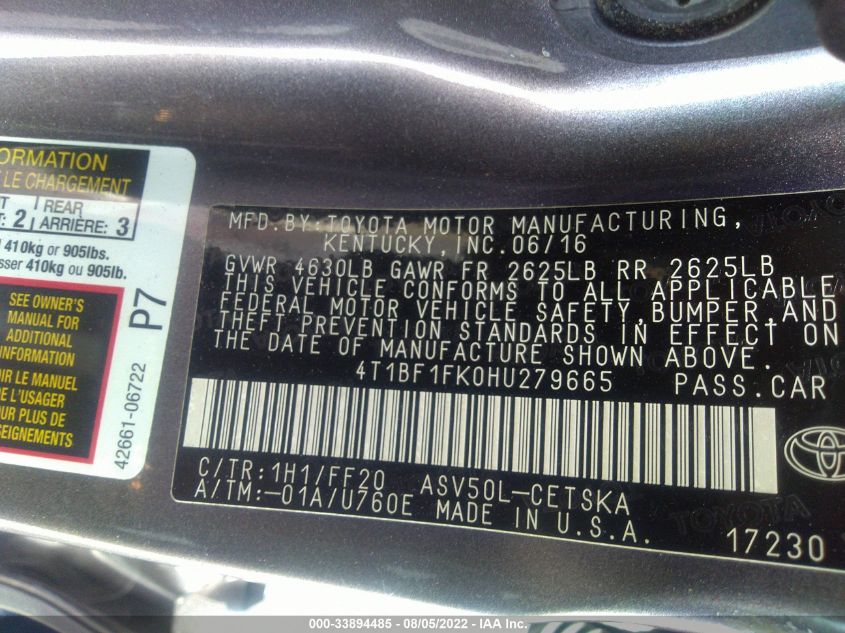 ORMATION
LE CHARGEMENT
2 REAR
ARRIÈRE: 3
410kg or 905lbs.
sser 410kg ou 905lb.
SEE OWNER'S
MANUAL FOR
ADDITIONAL
INFORMATION
OIR LE MANUEL
DE L'USAGER
OUR PLUS DE
SEIGNEMENTS
P7
42661-06722
MFD.BY:TOYOTA MOTOR MANUFACTURING,
KENTUCKY,INC.06/16
GVWR 4630LB GAWR FR 2625LB RR 2625LB
THIS VEHICLE CONFORMS TO ALL APPLICABLE
FEDERAL MOTOR VEHICLE SAFETY,BUMPER,AND
THEFT PREVENTION STANDARDS IN EFFECT ON
THE DATE OF MANUFACTURE SHOWN ABOVE.
4T1BF1FK0HU279665 PASS.CAR
C/TR:1H1/FF20 ASV50L-CETSKA
A/TM:-01A/U760E MADE IN U.S.A.
17230
TOYOTA
000-33894485 - 08/05/2022 - IAA Inc.